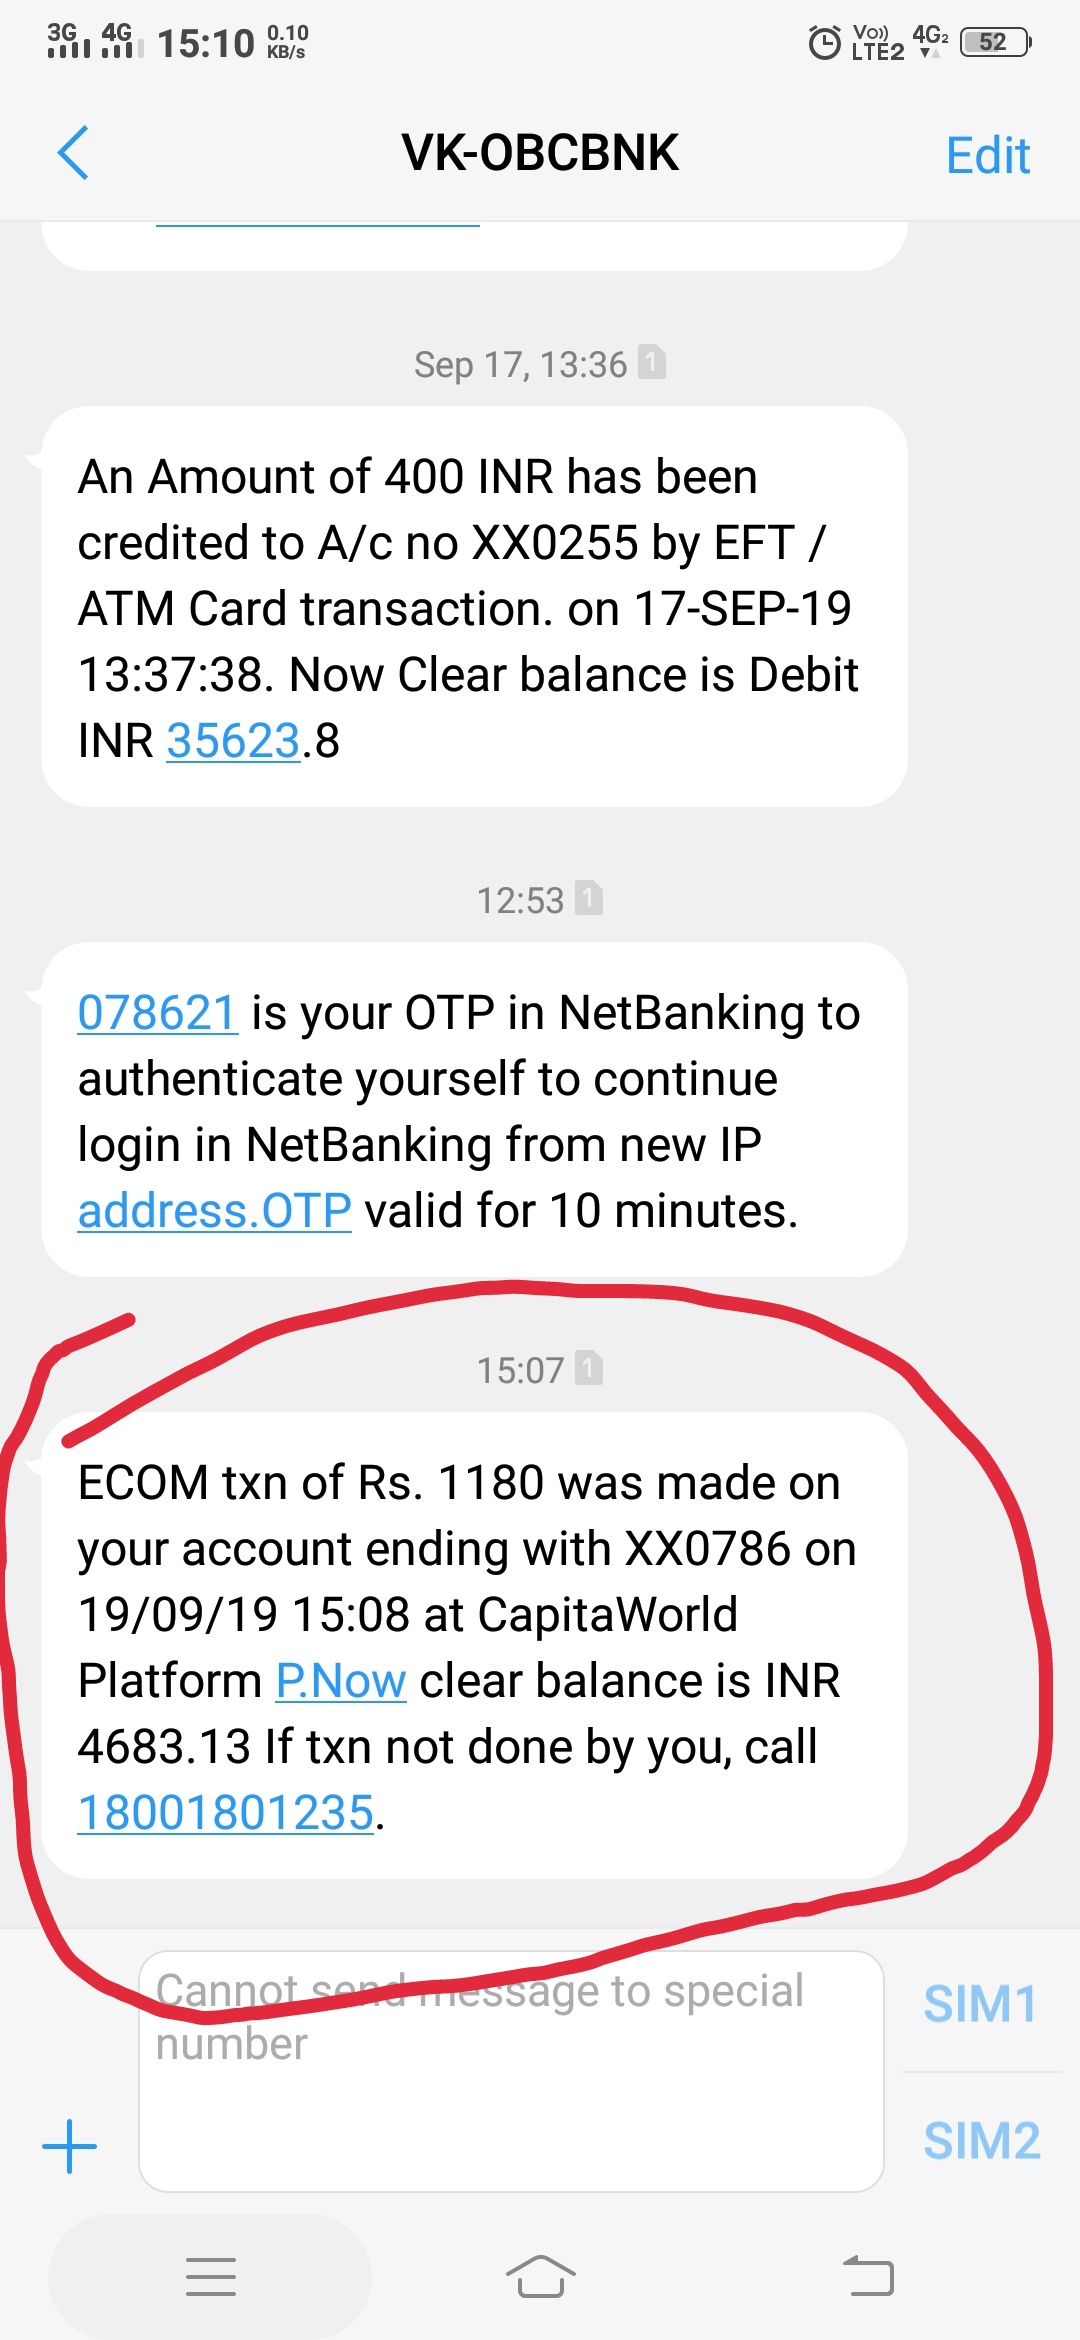 3G 4G 15:10 0.10 KB/s Vo)) LTE2 4G2 52
VK-OBCBNK Edit
Sep 17, 13:36 1
An Amount of 400 INR has been
credited to A/c no XX0255 by EFT /
ATM Card transaction. on 17-SEP-19
13:37:38. Now Clear balance is Debit
INR 35623.8
12:53 1
078621 is your OTP in NetBanking to
authenticate yourself to continue
login in NetBanking from new IP
address.OTP valid for 10 minutes.
15:07 1
ECOM txn of Rs. 1180 was made on
your account ending with XX0786 on
19/09/19 15:08 at CapitaWorld
Platform P.Now clear balance is INR
4683.13 If txn not done by you, call
18001801235.
Cannot send message to special
number
SIM1
SIM2